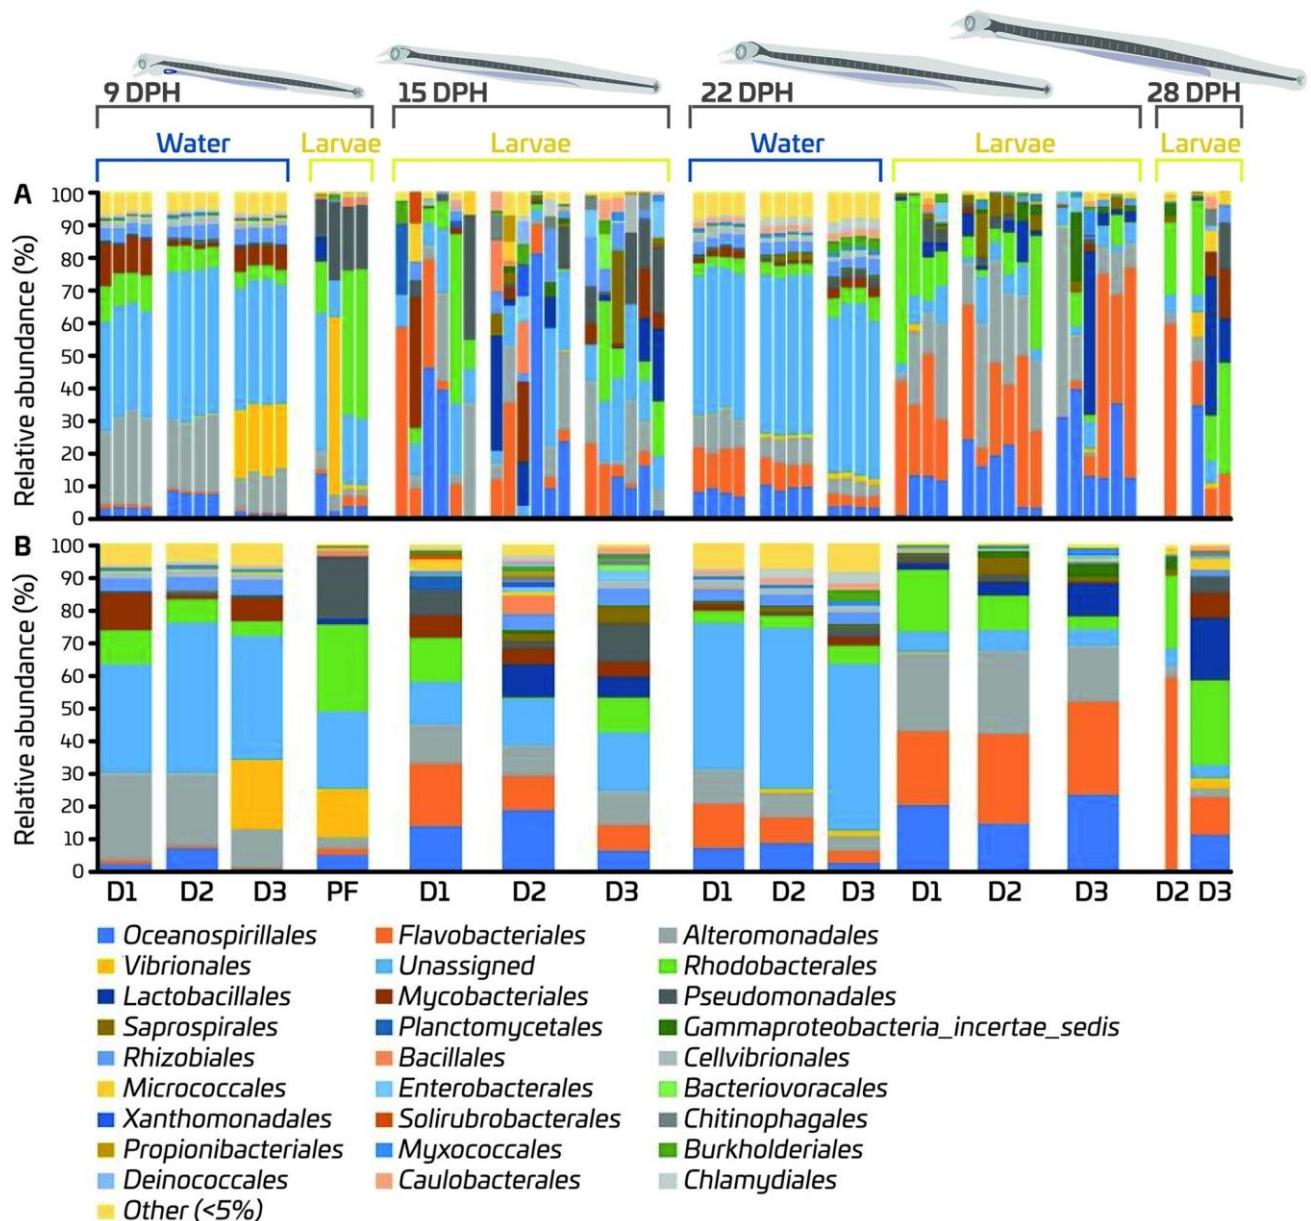 9 DPH 15 DPH 22 DPH 28 DPH
Water Larvae Larvae Water Larvae Larvae
A
Relative abundance (%)
100
90
80
70
60
50
40
30
20
10
0
B
Relative abundance (%)
100
90
80
70
60
50
40
30
20
10
0
D1 D2 D3 PF D1 D2 D3 D1 D2 D3 D1 D2 D3 D2 D3
Oceanospirillales Flavobacteriales Alteromonadales
Vibrionales Unassigned Rhodobacterales
Lactobacillales Mycobacteriales Pseudomonadales
Saprospirales Planctomycetales Gammaproteobacteria_incertae_sedis
Rhizobiales Bacillales Cellvibrionales
Micrococcales Enterobacterales Bacteriovoracales
Xanthomonadales Solirubrobacterales Chitinophagales
Propionibacteriales Myxococcales Burkholderiales
Deinococcales Caulobacterales Chlamydiales
Other (<5%)